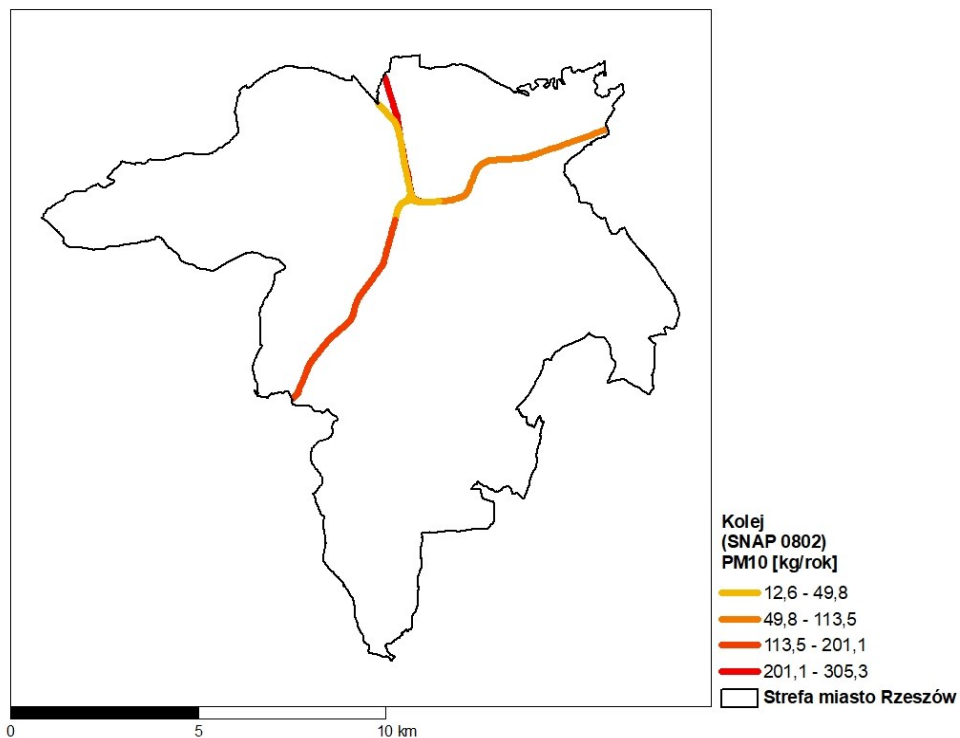 Kolej
(SNAP 0802)
PM10 [kg/rok]
12,6 - 49,8
49,8 - 113,5
113,5 - 201,1
201,1 - 305,3
Strefa miasto Rzeszów
0 5 10 km